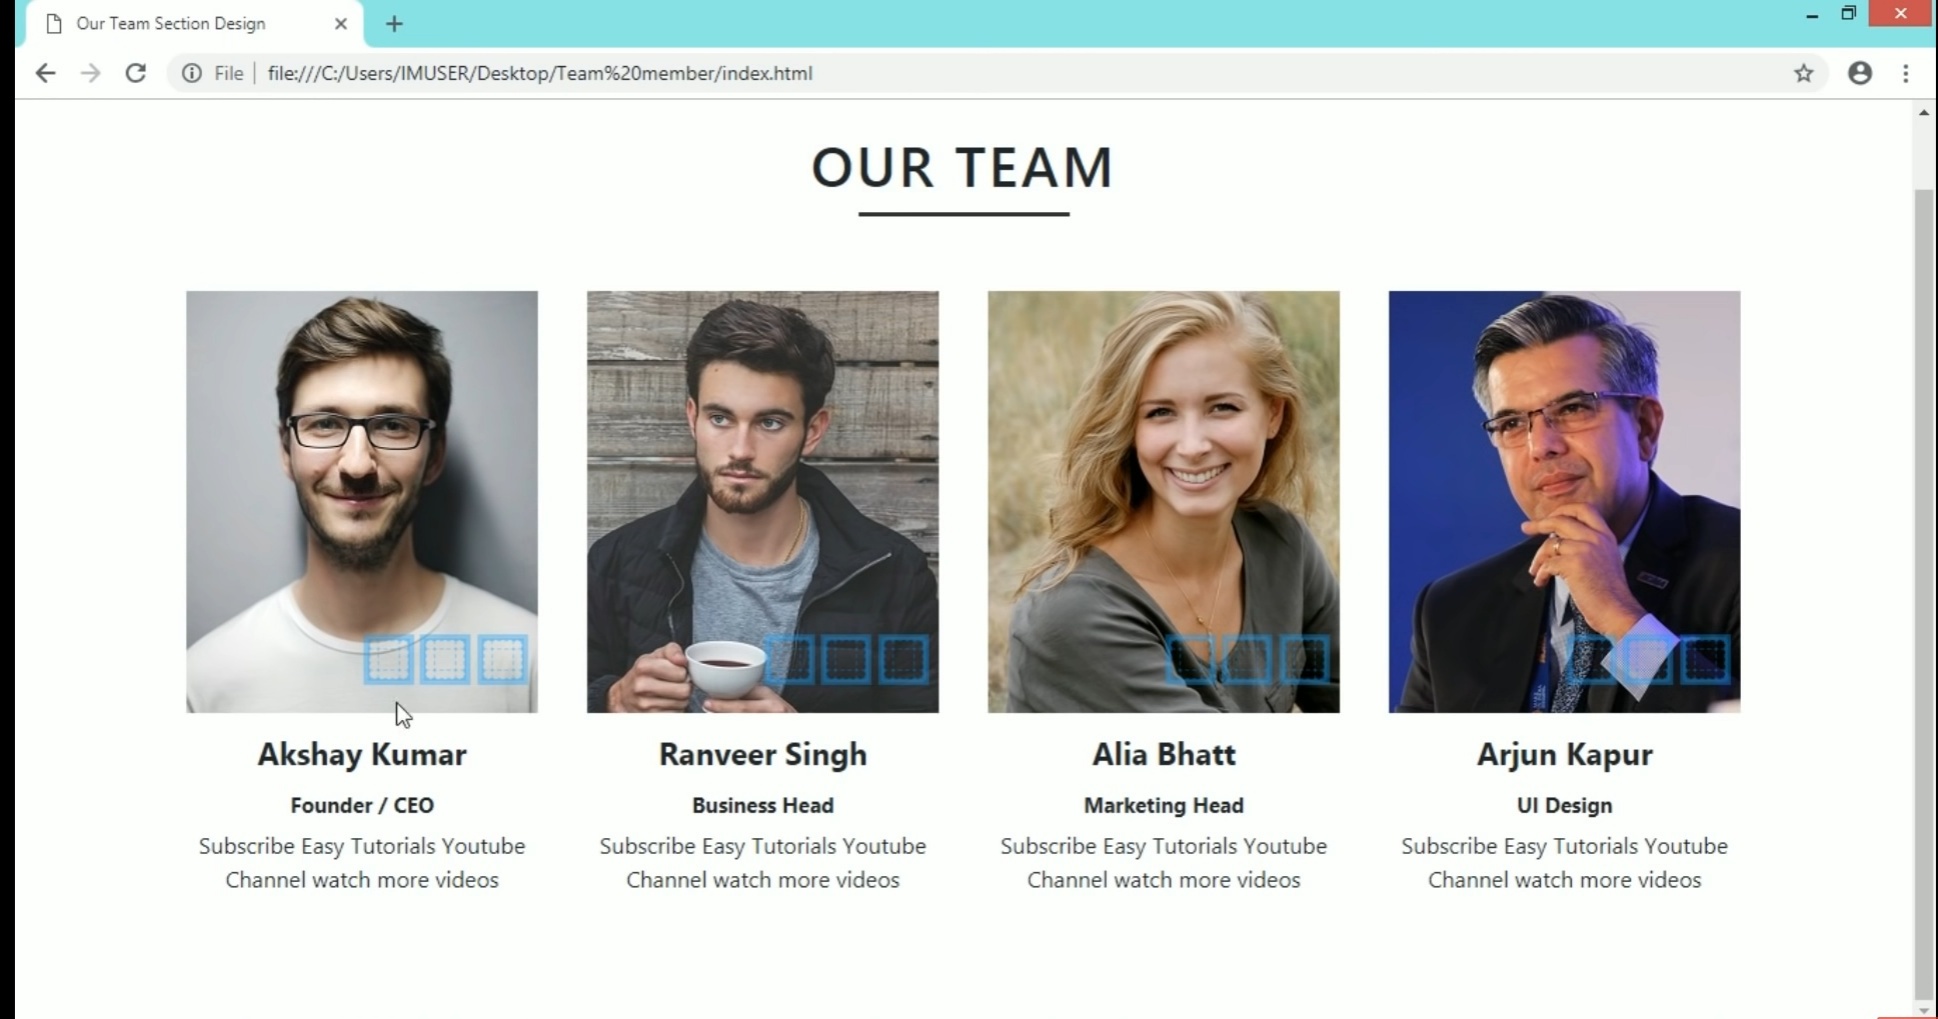 Our Team Section Design
File file:///C:/Users/IMUSER/Desktop/Team%20member/index.html
OUR TEAM
Akshay Kumar
Founder / CEO
Subscribe Easy Tutorials Youtube
Channel watch more videos
Ranveer Singh
Business Head
Subscribe Easy Tutorials Youtube
Channel watch more videos
Alia Bhatt
Marketing Head
Subscribe Easy Tutorials Youtube
Channel watch more videos
Arjun Kapur
UI Design
Subscribe Easy Tutorials Youtube
Channel watch more videos